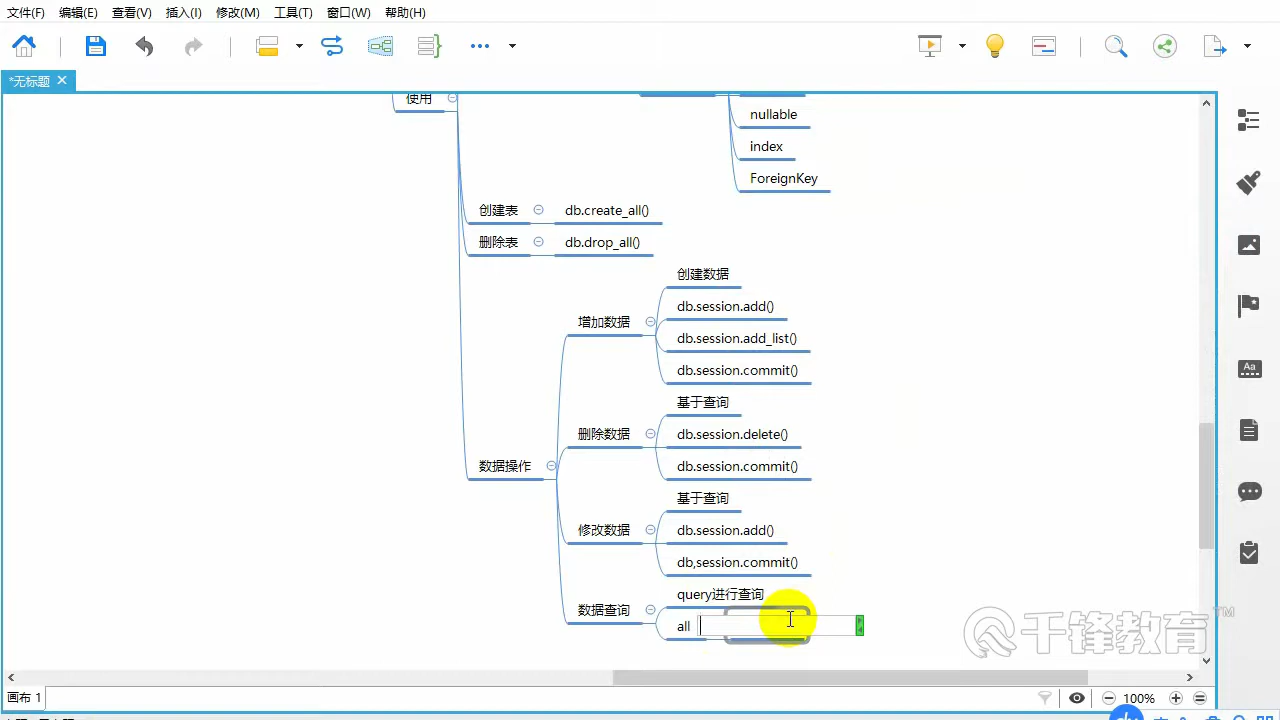 文件(F) 编辑(E) 查看(V) 插入(I) 修改(M) 工具(T) 窗口(W) 帮助(H)
*无标题
使用
nullable
index
ForeignKey
创建表 db.create_all()
删除表 db.drop_all()
创建数据
db.session.add()
增加数据
db.session.add_list()
db.session.commit()
基于查询
删除数据 db.session.delete()
数据操作 db.session.commit()
基于查询
修改数据 db.session.add()
db,session.commit()
query进行查询
数据查询
all
千锋教育 TM
画布 1
100%